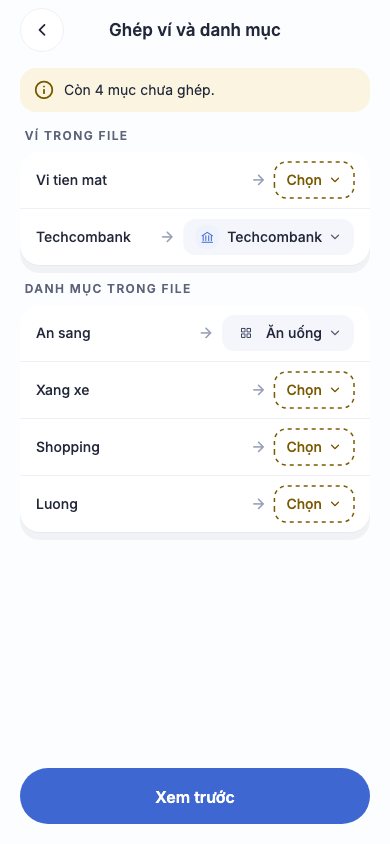 Ghép ví và danh mục
Còn 4 mục chưa ghép.
VÍ TRONG FILE
Vi tien mat → Chọn
Techcombank → Techcombank
DANH MỤC TRONG FILE
An sang → Ăn uống
Xang xe → Chọn
Shopping → Chọn
Luong → Chọn
Xem trước